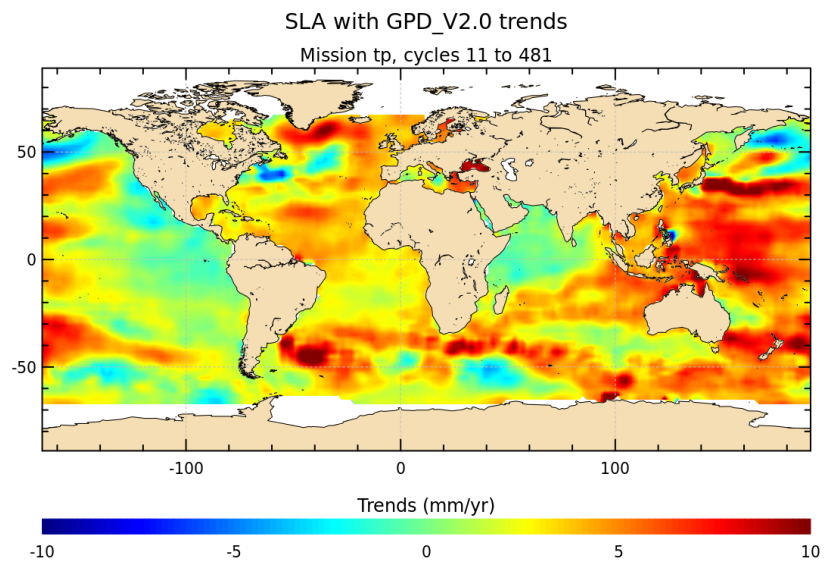 SLA with GPD_V2.0 trends
Mission tp, cycles 11 to 481
50
0
-50
-100 0 100
Trends (mm/yr)
-10 -5 0 5 10